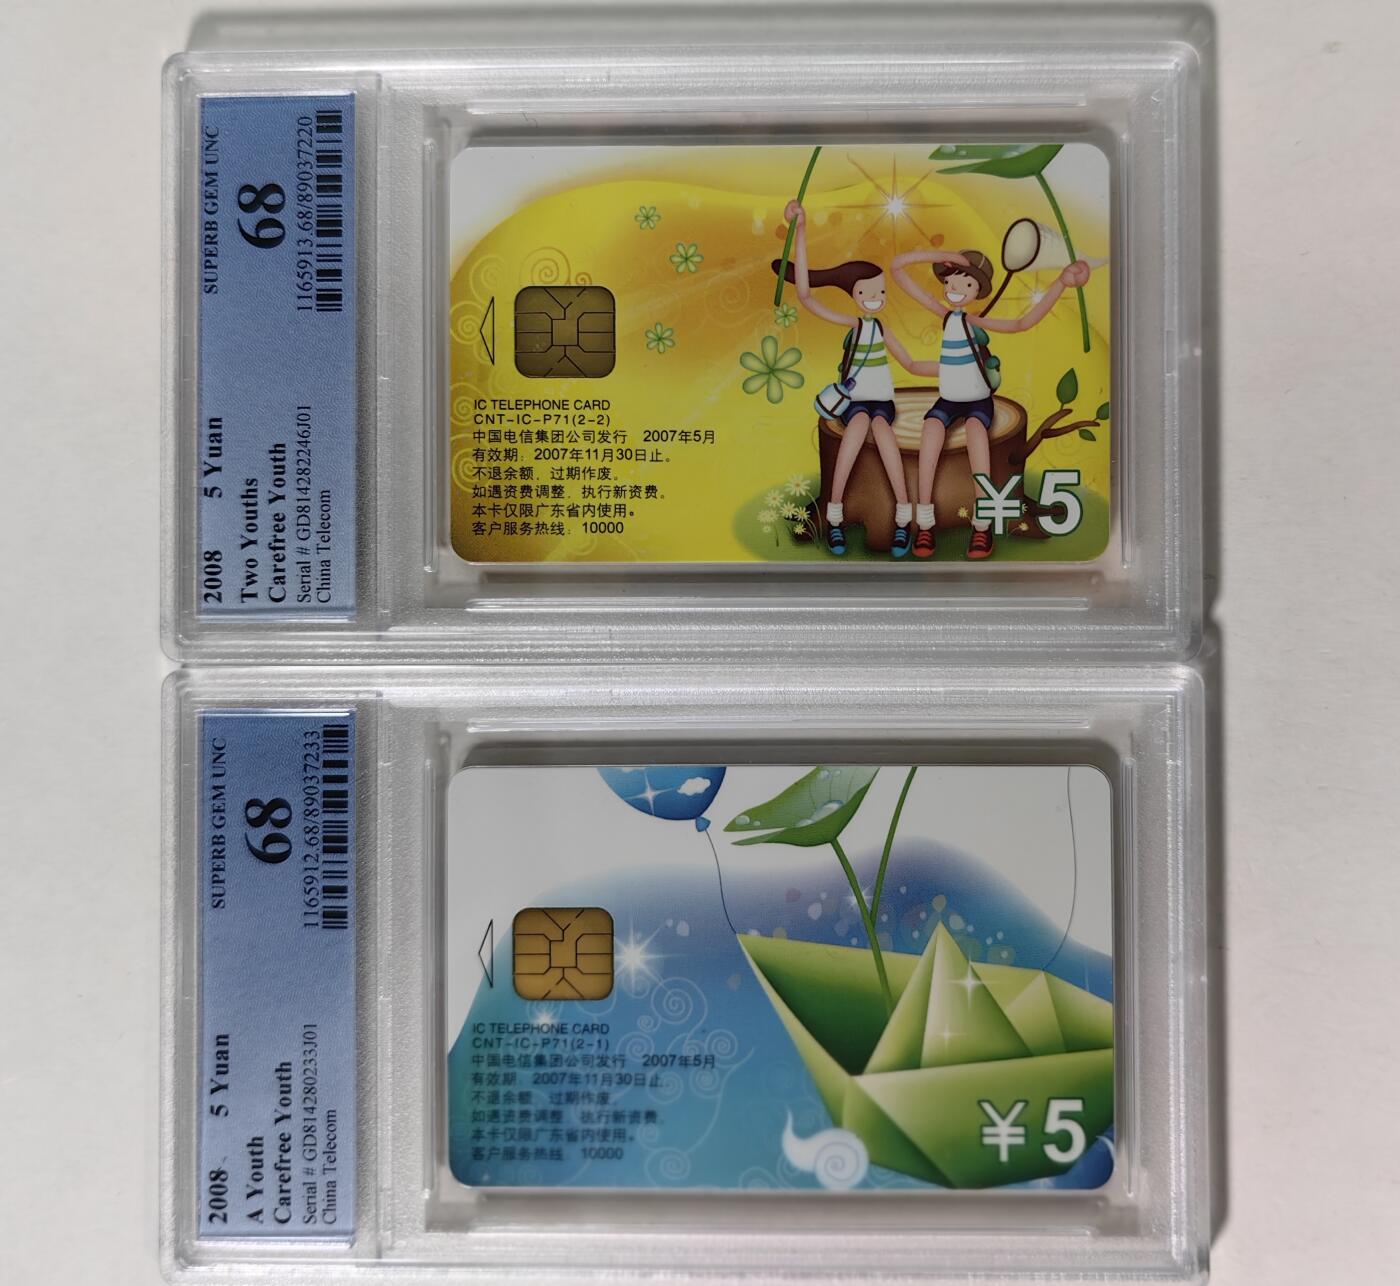 2008 5 Yuan SUPERB GEM UNC
Two Youths 68
Carefree Youth
Serial # GD814282246J01 1165913.68/89037220
China Telecom
IC TELEPHONE CARD
CNT-IC-P71(2-2)
中国电信集团公司发行 2007年5月
有效期：2007年11月30日止。
不退余额，过期作废。
如遇资费调整，执行新资费。
本卡仅限广东省内使用。
客户服务热线：10000
¥5
2008 5 Yuan SUPERB GEM UNC
A Youth 68
Carefree Youth
Serial # GD814280233J01 1165912.68/89037233
China Telecom
IC TELEPHONE CARD
CNT-IC-P71(2-1)
中国电信集团公司发行 2007年5月
有效期：2007年11月30日止
不退余额，过期作废。
如遇资费调整，执行新资费。
本卡仅限广东省内使用。
客户服务热线：10000
¥5